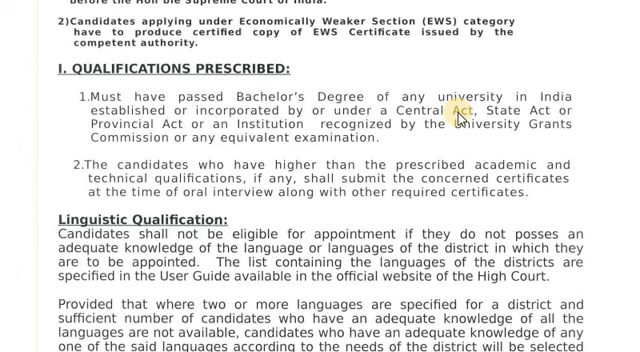 before the Hon'ble Supreme Court of India.
2)Candidates applying under Economically Weaker Section (EWS) category
have to produce certified copy of EWS Certificate issued by the
competent authority.
I. QUALIFICATIONS PRESCRIBED:
1.Must have passed Bachelor's Degree of any university in India
established or incorporated by or under a Central Act, State Act or
Provincial Act or an Institution recognized by the University Grants
Commission or any equivalent examination.
2.The candidates who have higher than the prescribed academic and
technical qualifications, if any, shall submit the concerned certificates
at the time of oral interview along with other required certificates.
Linguistic Qualification:
Candidates shall not be eligible for appointment if they do not posses an
adequate knowledge of the language or languages of the district in which they
are to be appointed. The list containing the languages of the districts are
specified in the User Guide available in the official website of the High Court.
Provided that where two or more languages are specified for a district and
sufficient number of candidates who have an adequate knowledge of all the
languages are not available, candidates who have an adequate knowledge of any
one of the said languages according to the needs of the district will be selected